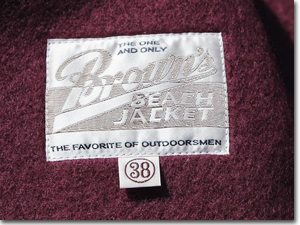 THE ONE
AND ONLY
Brown's
BEACH
JACKET
THE FAVORITE OF OUTDOORSMEN
38